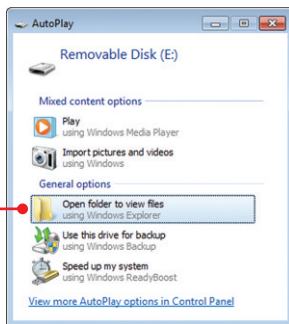 AutoPlay
Removable Disk (E:)
Mixed content options
Play
using Windows Media Player
Import pictures and videos
using Windows
General options
Open folder to view files
using Windows Explorer
Use this drive for backup
using Windows Backup
Speed up my system
using Windows ReadyBoost
View more AutoPlay options in Control Panel